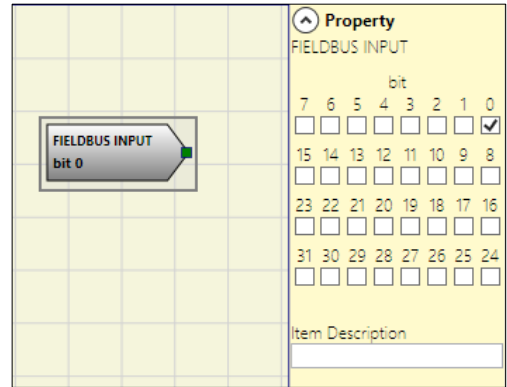 FIELDBUS INPUT
bit 0
Property
FIELDBUS INPUT
bit
7 6 5 4 3 2 1 0
15 14 13 12 11 10 9 8
23 22 21 20 19 18 17 16
31 30 29 28 27 26 25 24
Item Description